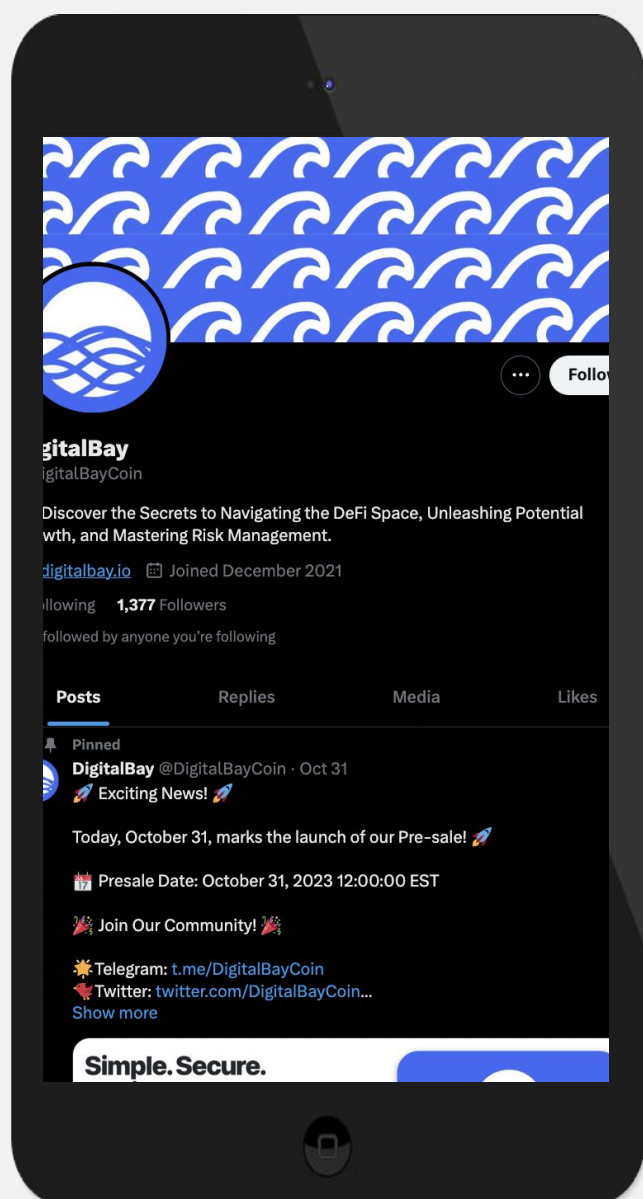 Follo
gitalBay
igitalBayCoin
Discover the Secrets to Navigating the DeFi Space, Unleashing Potential
wth, and Mastering Risk Management.
digitalbay.io Joined December 2021
llowing 1,377 Followers
followed by anyone you're following
Posts Replies Media Likes
Pinned
DigitalBay @DigitalBayCoin · Oct 31
🚀 Exciting News! 🚀
Today, October 31, marks the launch of our Pre-sale! 🚀
📅 Presale Date: October 31, 2023 12:00:00 EST
🎉 Join Our Community! 🎉
🌟Telegram: t.me/DigitalBayCoin
🐦Twitter: twitter.com/DigitalBayCoin...
Show more
Simple. Secure.